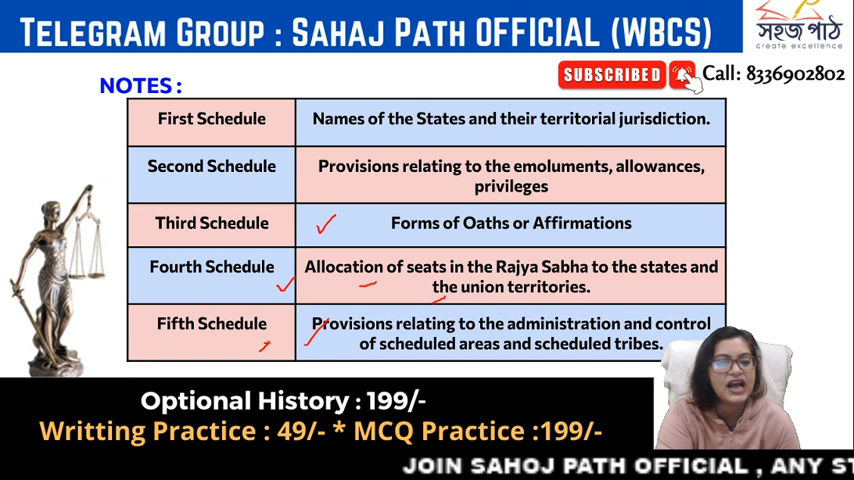 TELEGRAM GROUP : SAHAJ PATH OFFICIAL (WBCS)
সহজ পাঠ
create excellence
NOTES :
SUBSCRIBED
Call: 8336902802
First Schedule
Names of the States and their territorial jurisdiction.
Second Schedule
Provisions relating to the emoluments, allowances,
privileges
Third Schedule
Forms of Oaths or Affirmations
Fourth Schedule
Allocation of seats in the Rajya Sabha to the states and
the union territories.
Fifth Schedule
Provisions relating to the administration and control
of scheduled areas and scheduled tribes.
Optional History : 199/-
Writting Practice : 49/- * MCQ Practice :199/-
JOIN SAHOJ PATH OFFICIAL , ANY ST